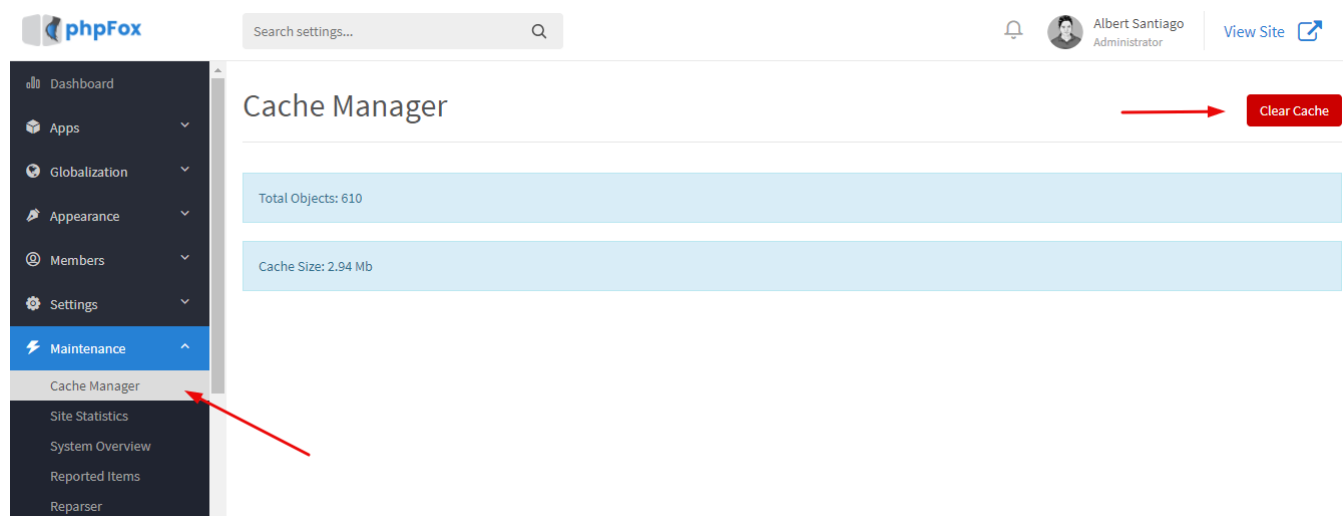 phpFox
Search settings...
Albert Santiago
Administrator
View Site
Dashboard
Apps
Globalization
Appearance
Members
Settings
Maintenance
Cache Manager
Site Statistics
System Overview
Reported Items
Reparser
Cache Manager
Clear Cache
Total Objects: 610
Cache Size: 2.94 Mb